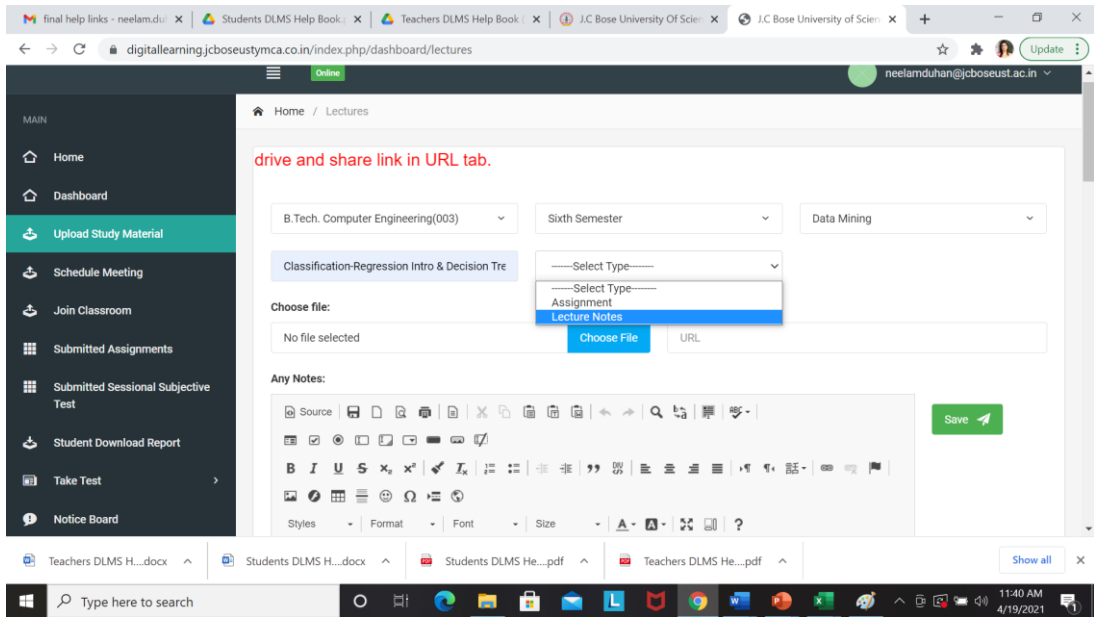 final help links - neelam.dul
Students DLMS Help Book.p
Teachers DLMS Help Book (
J.C Bose University Of Scien
J.C Bose University of Scien
digitallearning.jcboseustymca.co.in/index.php/dashboard/lectures
Update
Online
neelamduhan@jcboseust.ac.in
MAIN
Home / Lectures
Home
drive and share link in URL tab.
Dashboard
B.Tech. Computer Engineering(003)
Sixth Semester
Data Mining
Upload Study Material
Classification-Regression Intro & Decision Tre
-------Select Type--------
Schedule Meeting
-------Select Type--------
Assignment
Lecture Notes
Join Classroom
Choose file:
No file selected
Choose File
URL
Submitted Assignments
Any Notes:
Submitted Sessional Subjective
Test
Source
Save
Student Download Report
B I U S x₂ x² Ix
Take Test
Notice Board
Styles Format Font Size A A ?
Teachers DLMS H....docx
Students DLMS H....docx
Students DLMS He....pdf
Teachers DLMS He....pdf
Show all
Type here to search
11:40 AM
4/19/2021